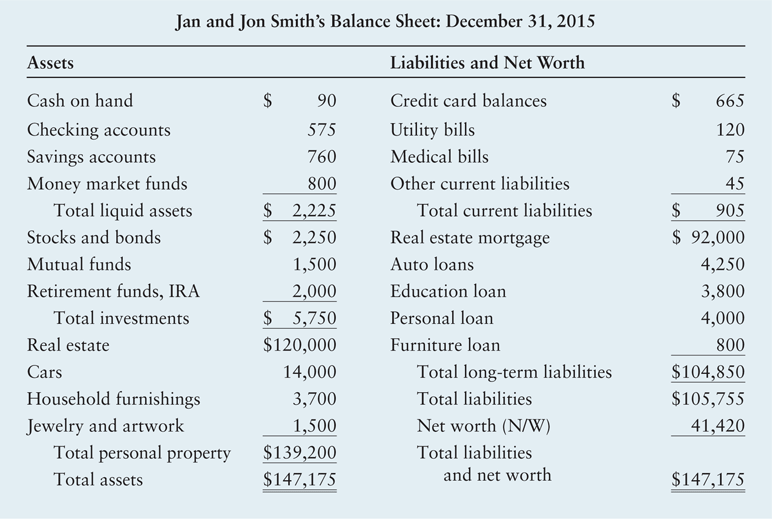 Jan and Jon Smith's Balance Sheet: December 31, 2015
Assets Liabilities and Net Worth
Cash on hand $ 90 Credit card balances $ 665
Checking accounts 575 Utility bills 120
Savings accounts 760 Medical bills 75
Money market funds 800 Other current liabilities 45
Total liquid assets $ 2,225 Total current liabilities $ 905
Stocks and bonds $ 2,250 Real estate mortgage $ 92,000
Mutual funds 1,500 Auto loans 4,250
Retirement funds, IRA 2,000 Education loan 3,800
Total investments $ 5,750 Personal loan 4,000
Real estate $120,000 Furniture loan 800
Cars 14,000 Total long-term liabilities $104,850
Household furnishings 3,700 Total liabilities $105,755
Jewelry and artwork 1,500 Net worth (N/W) 41,420
Total personal property $139,200 Total liabilities
Total assets $147,175 and net worth $147,175